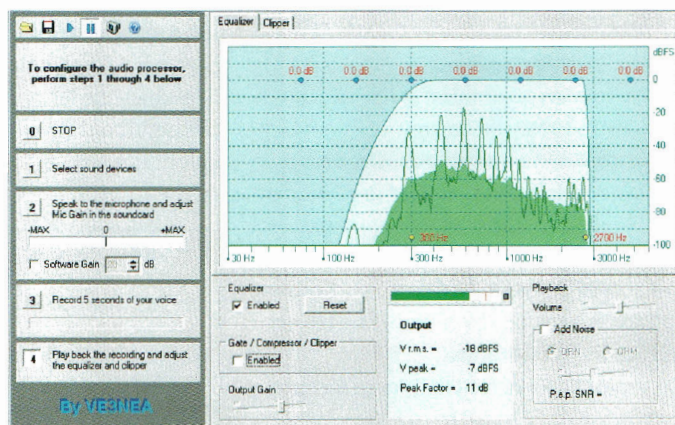 To configure the audio processor,
perform steps 1 through 4 below
0 STOP
1 Select sound devices
2 Speak to the microphone and adjust
Mic Gain in the soundcard
-MAX 0 +MAX
Software Gain dB
3 Record 5 seconds of your voice
4 Play back the recording and adjust
the equalizer and clipper
By VE3NEA
Equalizer Clipper
dBFS
0.0 dB 0.0 dB 0.0 dB 0.0 dB 0.0 dB 0.0 dB 0.0 dB
0
-20
-40
-60
-80
-100
300 Hz 2700 Hz
30 Hz 100 Hz 300 Hz 1000 Hz 3000 Hz
Equalizer
Enabled Reset
Gate / Compressor / Clipper
Enabled
Output Gain
Output
V r.m.s. = -18 dBFS
V peak = -7 dBFS
Peak Factor = 11 dB
Playback
Volume
Add Noise
QRN QRM
P.e.p. SNR =